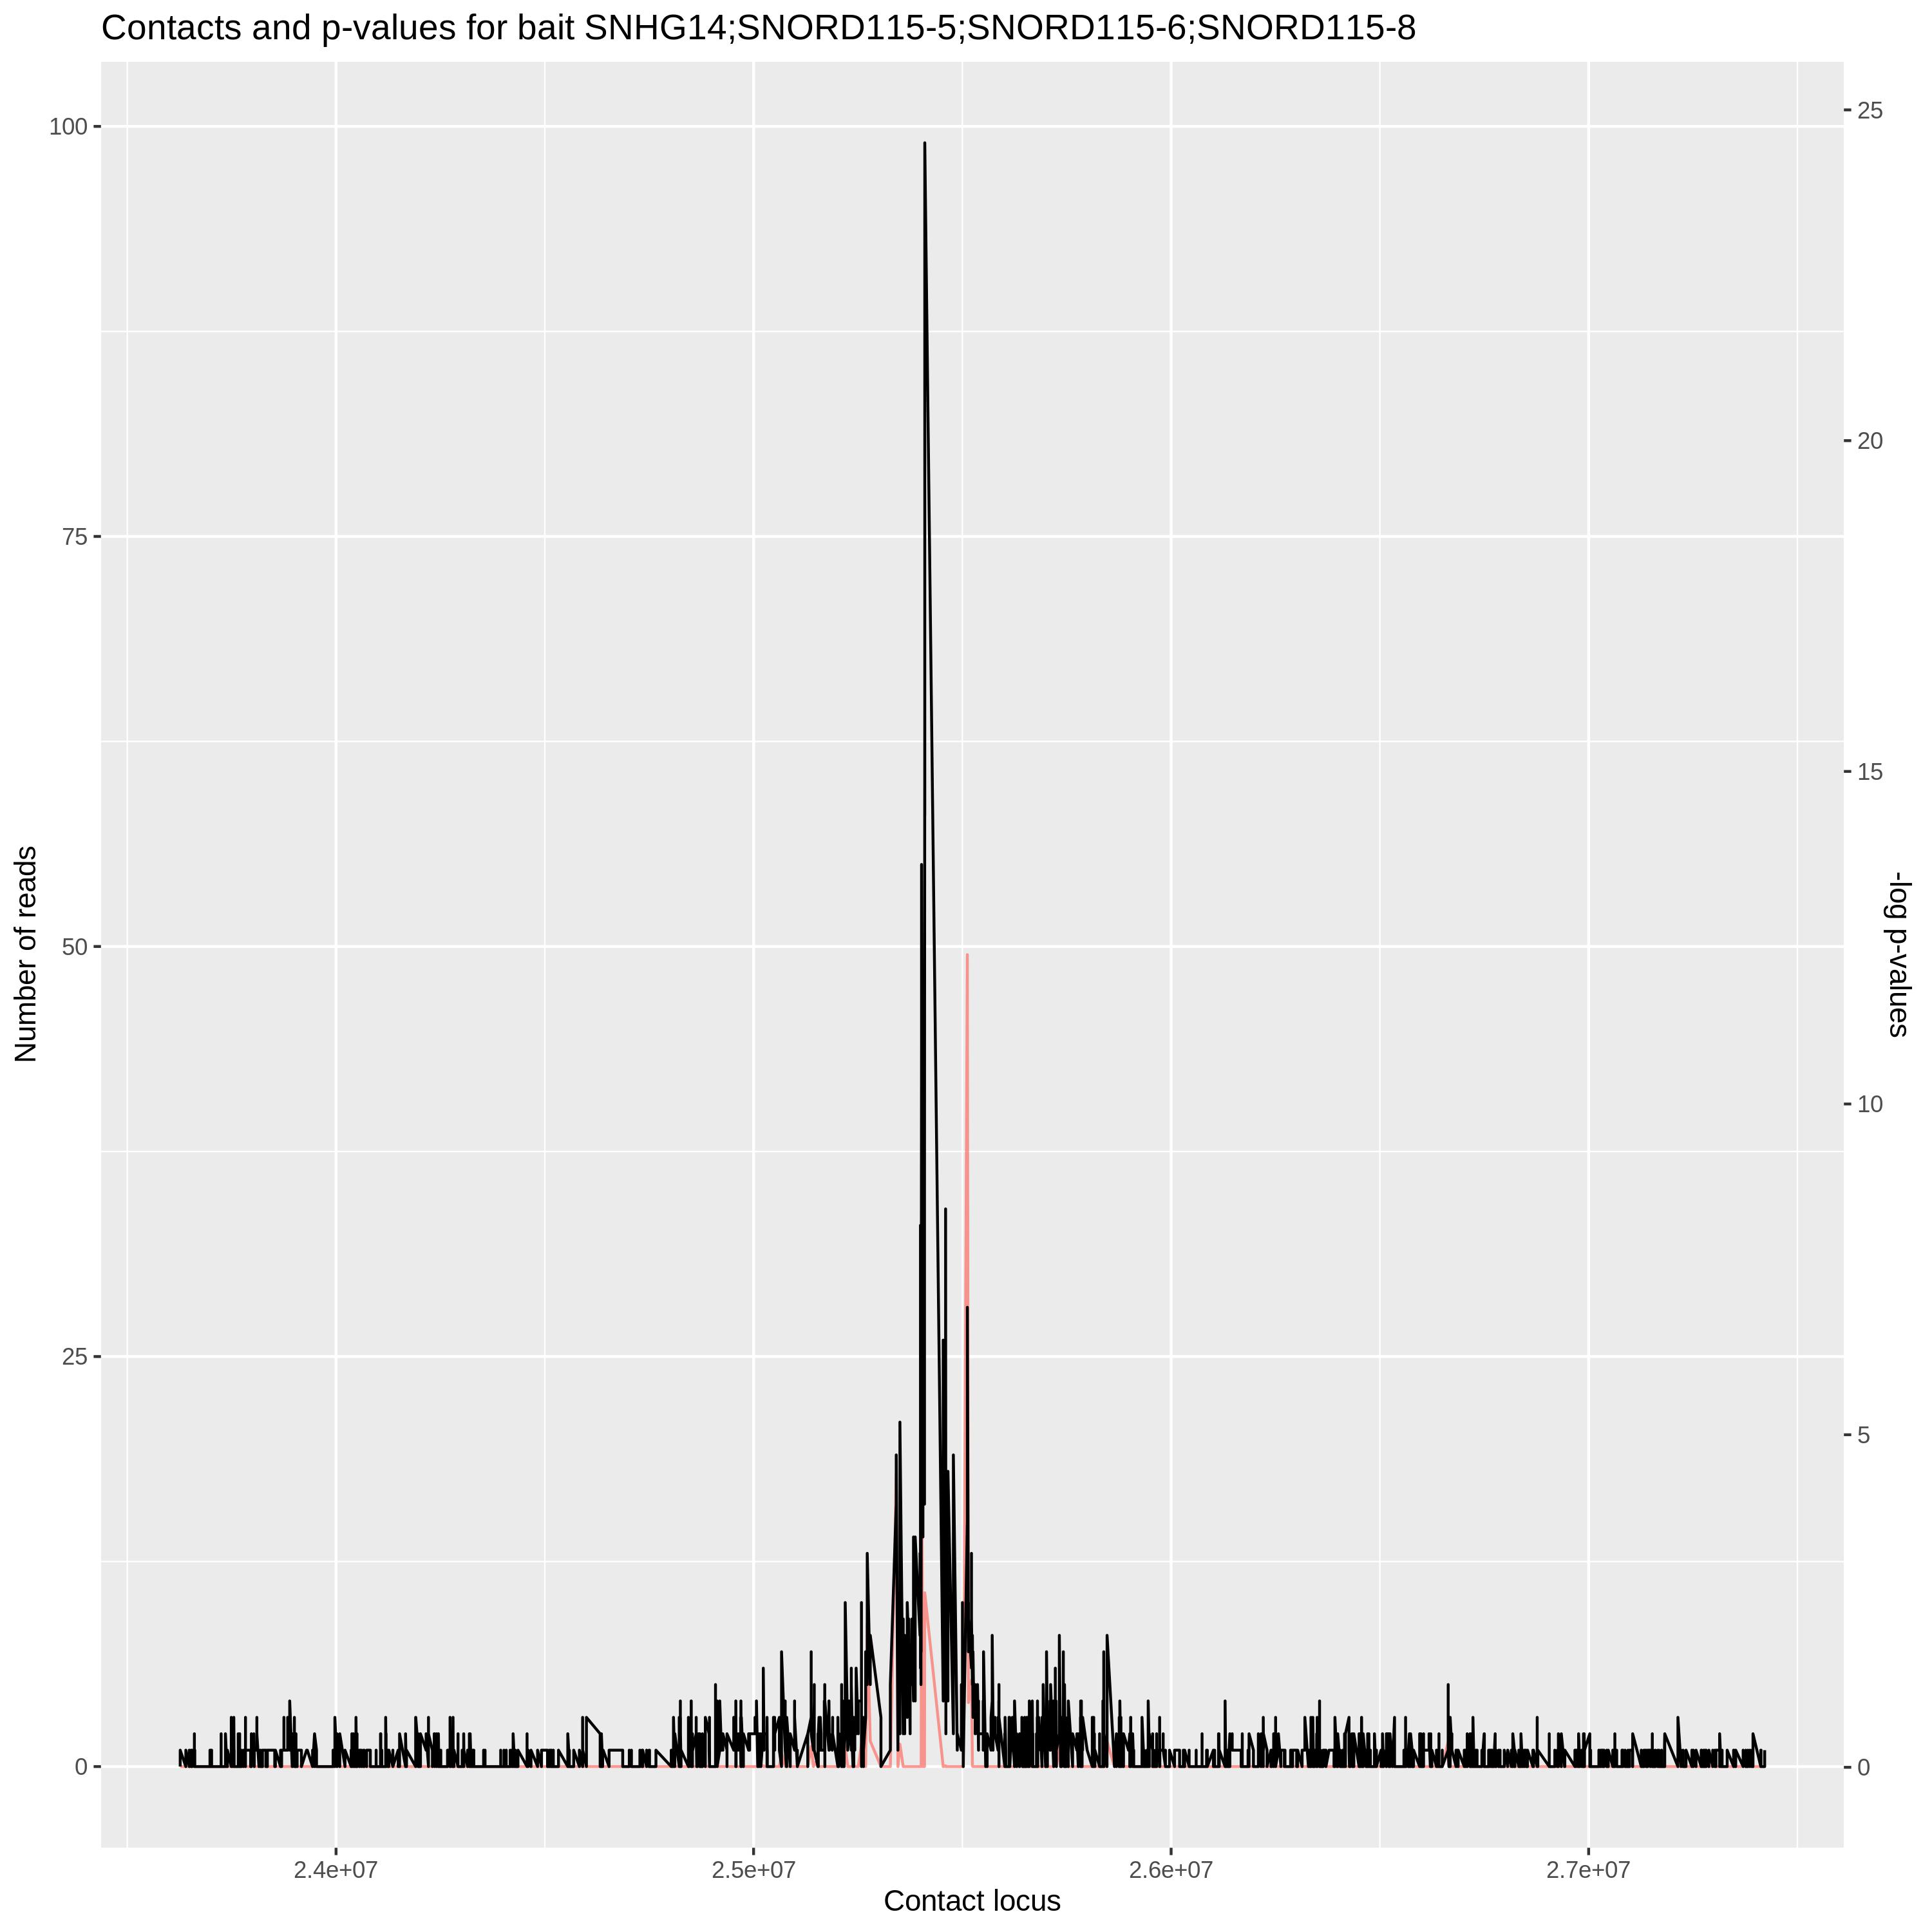 Contacts and p-values for bait SNHG14;SNORD115-5;SNORD115-6;SNORD115-8
100
75
50
25
0
Number of reads
25
20
15
10
5
0
-log p-values
2.4e+07
2.5e+07
2.6e+07
2.7e+07
Contact locus